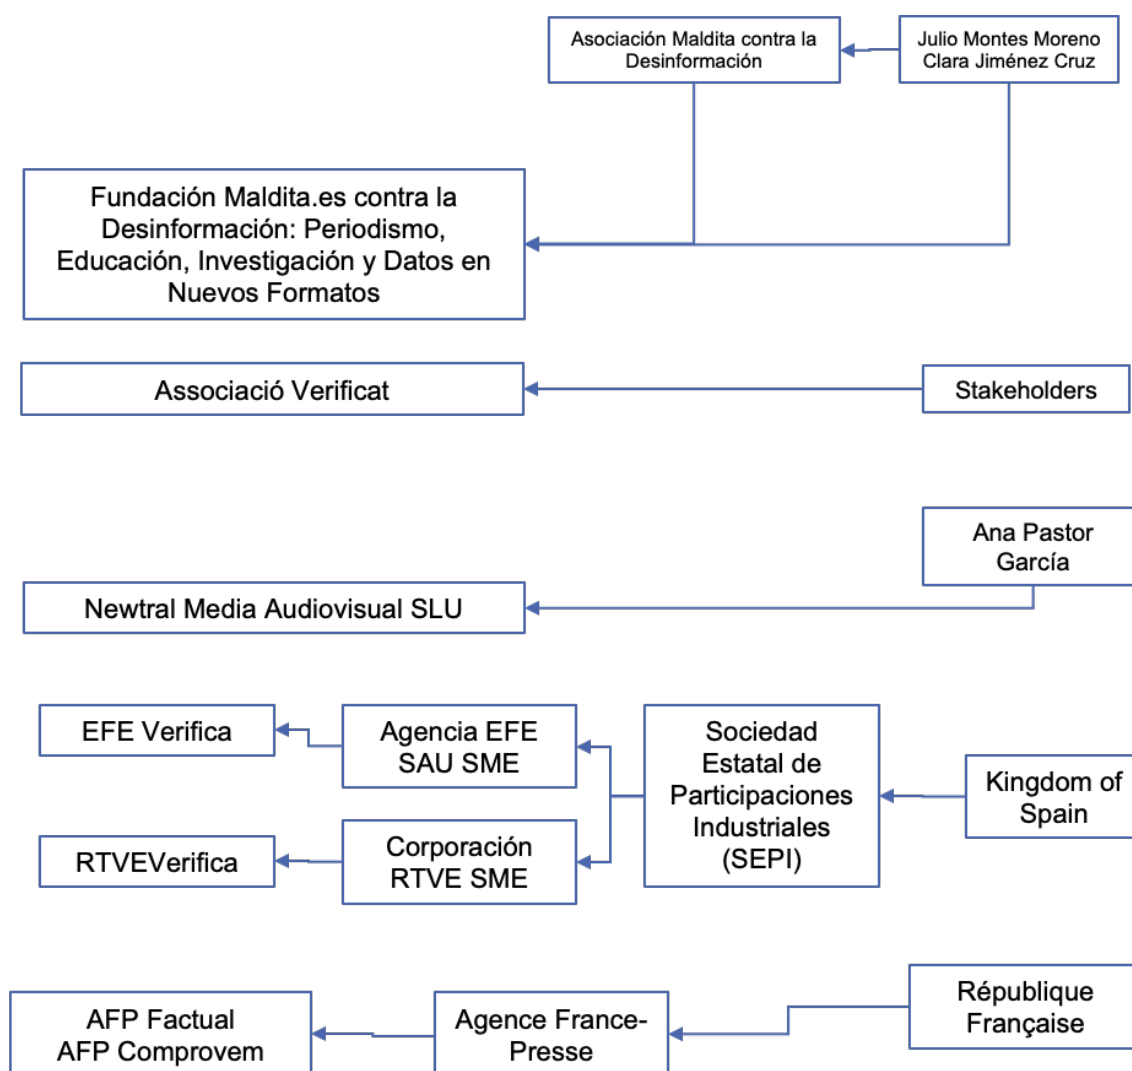 Asociación Maldita contra la
Desinformación
Julio Montes Moreno
Clara Jiménez Cruz
Fundación Maldita.es contra la
Desinformación: Periodismo,
Educación, Investigación y Datos en
Nuevos Formatos
Associació Verificat
Stakeholders
Ana Pastor
García
Newtral Media Audiovisual SLU
EFE Verifica
Agencia EFE
SAU SME
Sociedad
Estatal de
Participaciones
Industriales
(SEPI)
Kingdom of
Spain
RTVEVerifica
Corporación
RTVE SME
AFP Factual
AFP Comprovem
Agence France-
Presse
République
Française